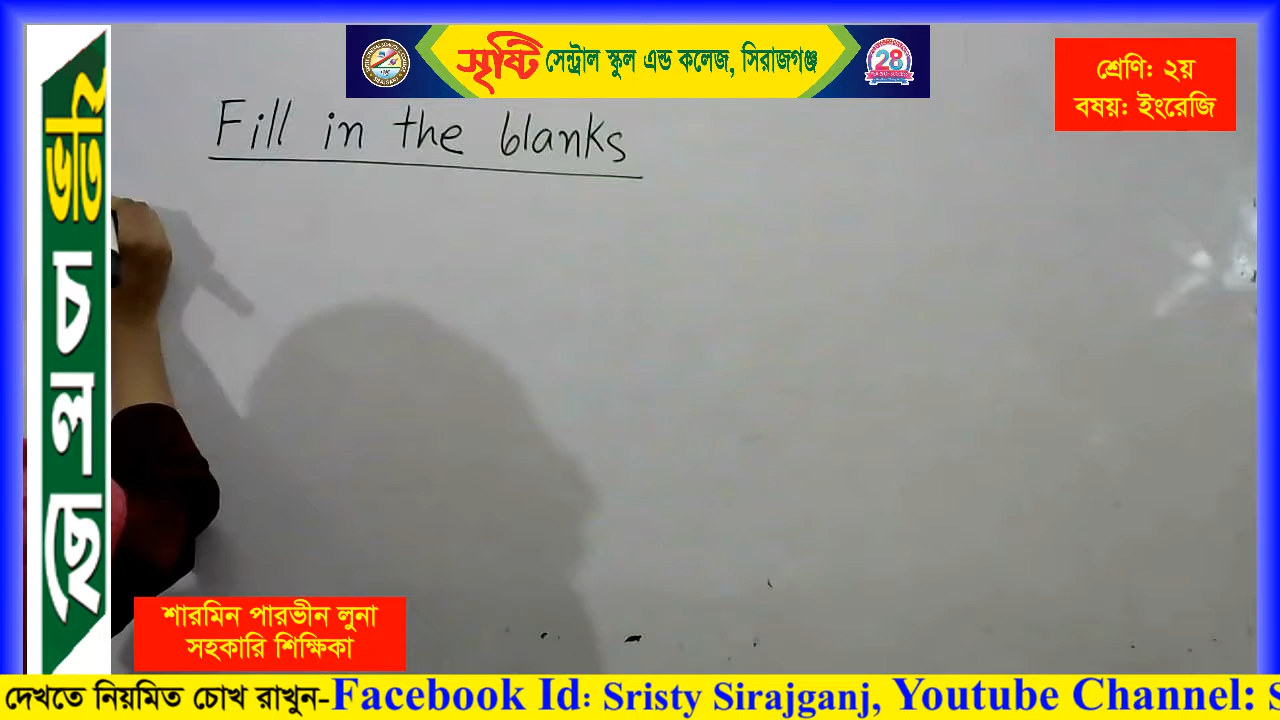 সৃষ্টি সেন্ট্রাল স্কুল এন্ড কলেজ, সিরাজগঞ্জ
28
শ্রেণি: ২য়
বিষয়: ইংরেজি
Fill in the blanks
ভর্তি চলছে
শারমিন পারভীন লুনা
সহকারি শিক্ষিকা
দেখতে নিয়মিত চোখ রাখুন-Facebook Id: Sristy Sirajganj, Youtube Channel: S